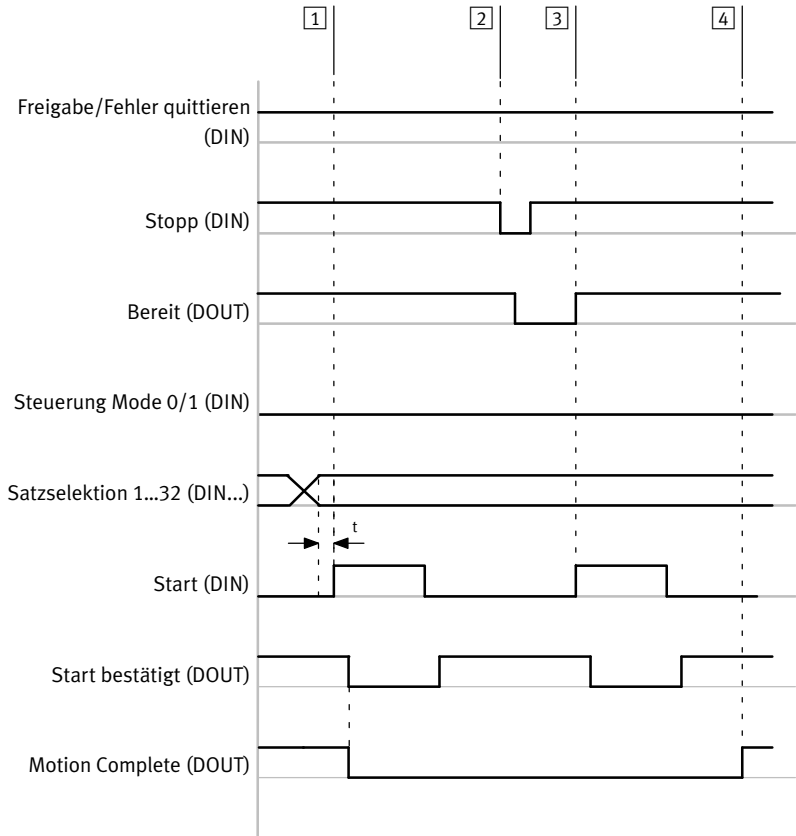 1 2 3 4
Freigabe/Fehler quittieren
(DIN)
Stopp (DIN)
Bereit (DOUT)
Steuerung Mode 0/1 (DIN)
Satzselektion 1...32 (DIN...)
t
Start (DIN)
Start bestätigt (DOUT)
Motion Complete (DOUT)